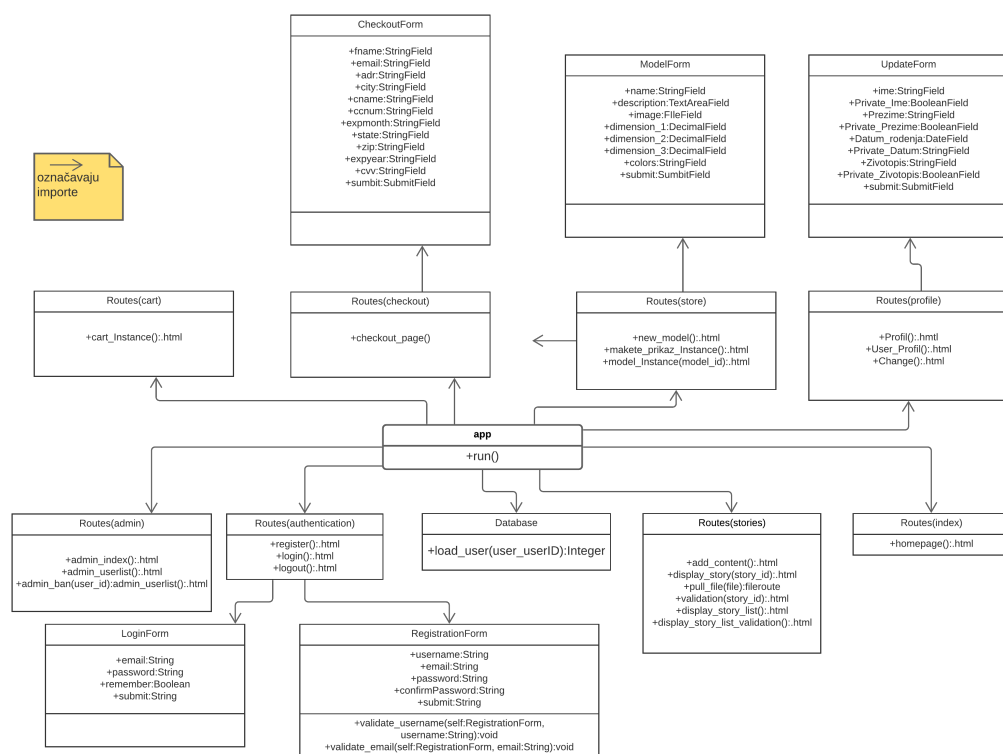 CheckoutForm
+fname:StringField
+email:StringField
+adr:StringField
+city:StringField
+cname:StringField
+ccnum:StringField
+expmonth:StringField
+state:StringField
+zip:StringField
+expyear:StringField
+cvv:StringField
+sumbit:SubmitField
ModelForm
+name:StringField
+description:TextAreaField
+image:FIleField
+dimension_1:DecimalField
+dimension_2:DecimalField
+dimension_3:DecimalField
+colors:StringField
+submit:SumbitField
UpdateForm
+ime:StringField
+Private_Ime:BooleanField
+Prezime:StringField
+Private_Prezime:BooleanField
+Datum_rodenja:DateField
+Private_Datum:StringField
+Zivotopis:StringField
+Private_Zivotopis:BooleanField
+submit:SubmitField
označavaju
importe
Routes(cart)
+cart_Instance():.html
Routes(checkout)
+checkout_page()
Routes(store)
+new_model():.html
+makete_prikaz_Instance():.html
+model_Instance(model_id):.html
Routes(profile)
+Profil():.hmtl
+User_Profil():.html
+Change():.html
app
+run()
Routes(admin)
+admin_index():.html
+admin_userlist():.html
+admin_ban(user_id):admin_userlist():.html
Routes(authentication)
+register():.html
+login():.html
+logout():.html
Database
+load_user(user_userID):Integer
Routes(stories)
+add_content():.html
+display_story(story_id):.html
+pull_file(file):fileroute
+validation(story_id):.html
+display_story_list():.html
+display_story_list_validation():.html
Routes(index)
+homepage():.html
LoginForm
+email:String
+password:String
+remember:Boolean
+submit:String
RegistrationForm
+username:String
+email:String
+password:String
+confirmPassword:String
+submit:String
+validate_username(self:RegistrationForm,
username:String):void
+validate_email(self:RegistrationForm, email:String):void